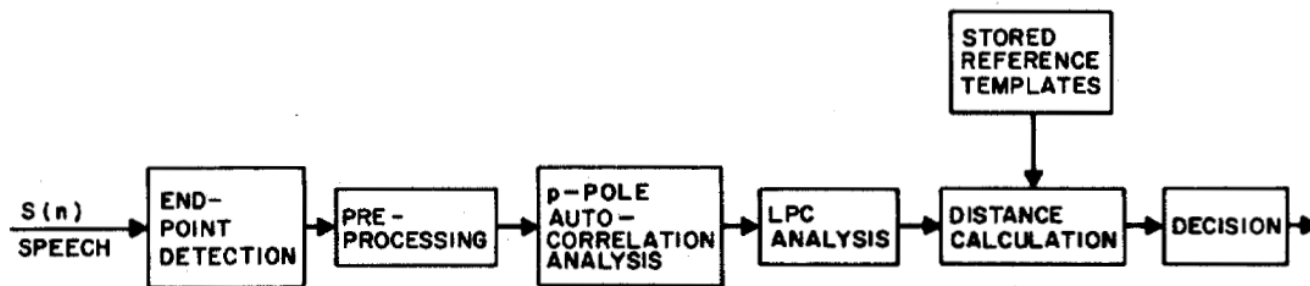 STORED
REFERENCE
TEMPLATES
S(n)
SPEECH
END-
POINT
DETECTION
PRE-
PROCESSING
p-POLE
AUTO-
CORRELATION
ANALYSIS
LPC
ANALYSIS
DISTANCE
CALCULATION
DECISION